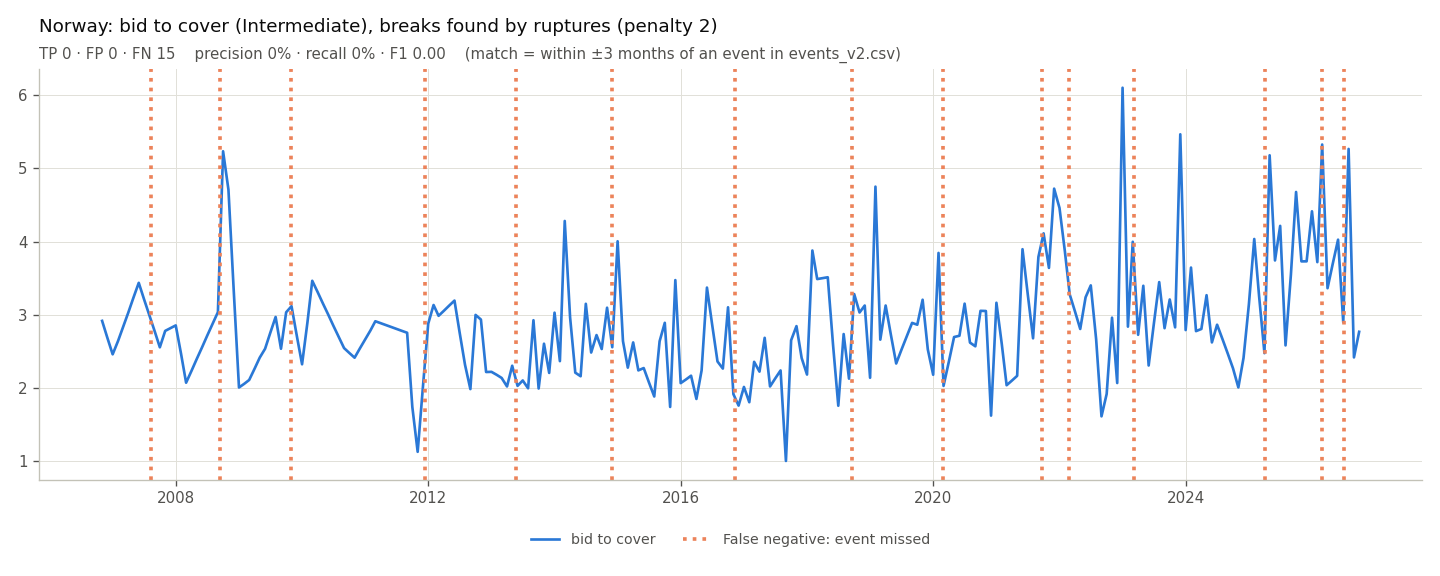 Norway: bid to cover (Intermediate), breaks found by ruptures (penalty 2)
TP 0 · FP 0 · FN 15    precision 0% · recall 0% · F1 0.00    (match = within ±3 months of an event in events_v2.csv)
6
5
4
3
2
1
2008 2012 2016 2020 2024
bid to cover False negative: event missed